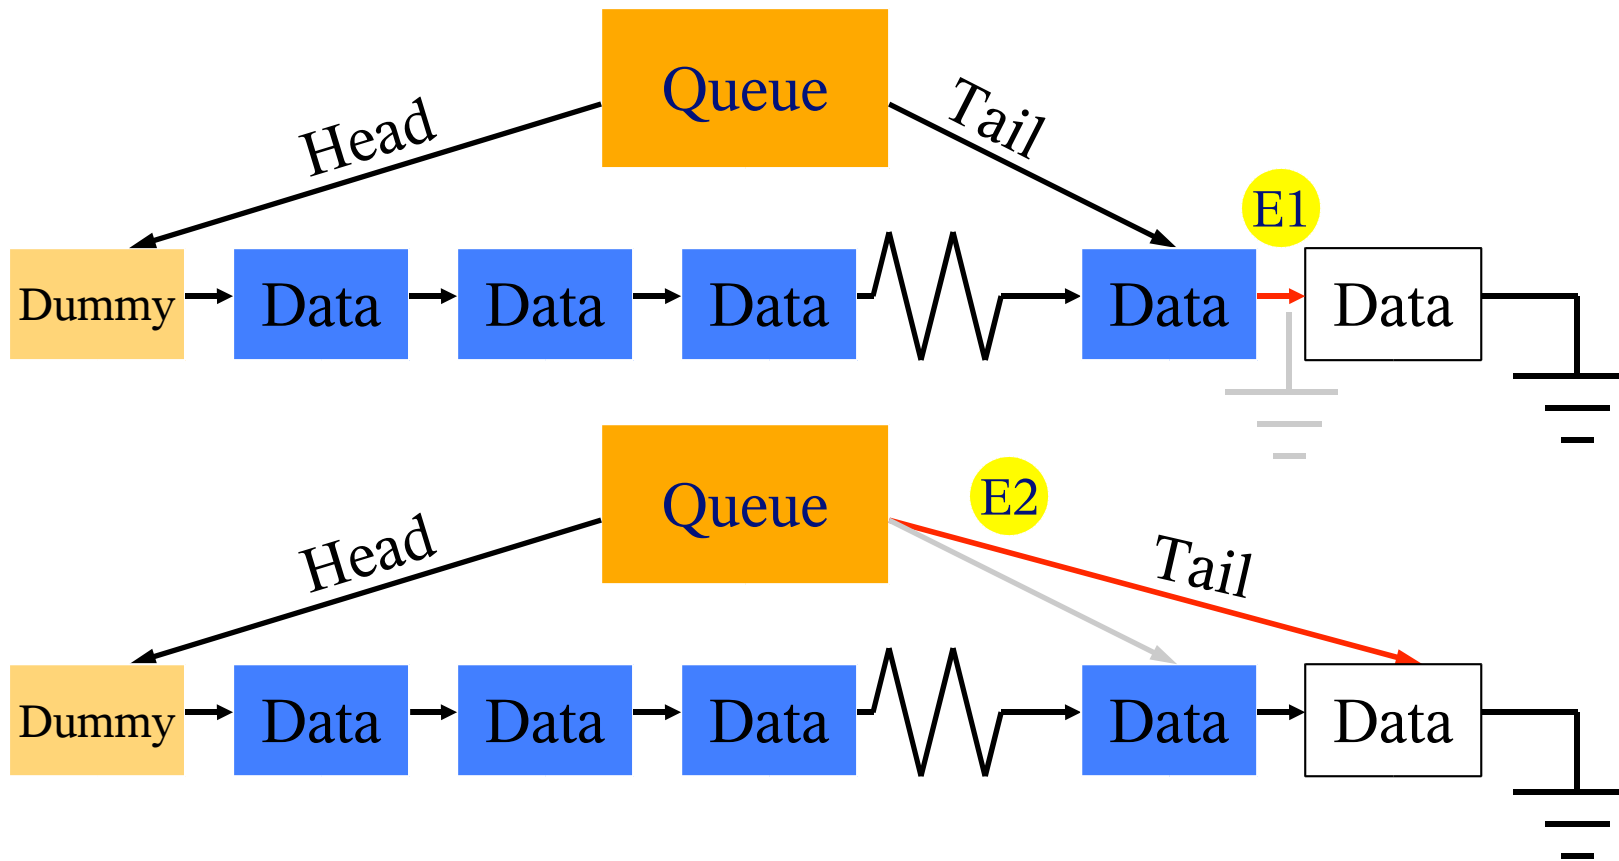 Queue
Head
Tail
E1
Dummy Data Data Data Data Data
Queue
E2
Head
Tail
Dummy Data Data Data Data Data